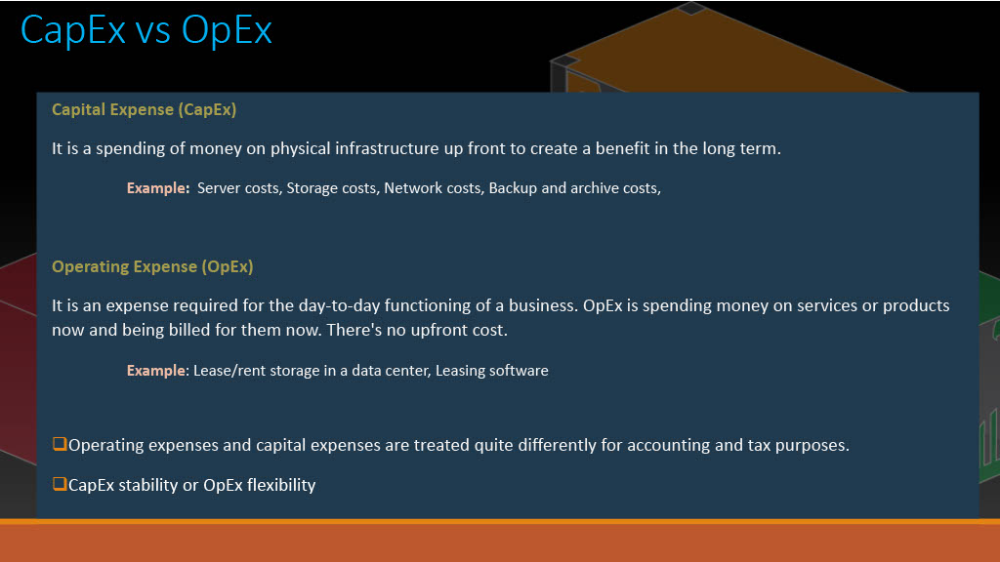 CapEx vs OpEx
Capital Expense (CapEx)
It is a spending of money on physical infrastructure up front to create a benefit in the long term.
Example: Server costs, Storage costs, Network costs, Backup and archive costs,
Operating Expense (OpEx)
It is an expense required for the day-to-day functioning of a business. OpEx is spending money on services or products
now and being billed for them now. There's no upfront cost.
Example: Lease/rent storage in a data center, Leasing software
❑Operating expenses and capital expenses are treated quite differently for accounting and tax purposes.
❑CapEx stability or OpEx flexibility